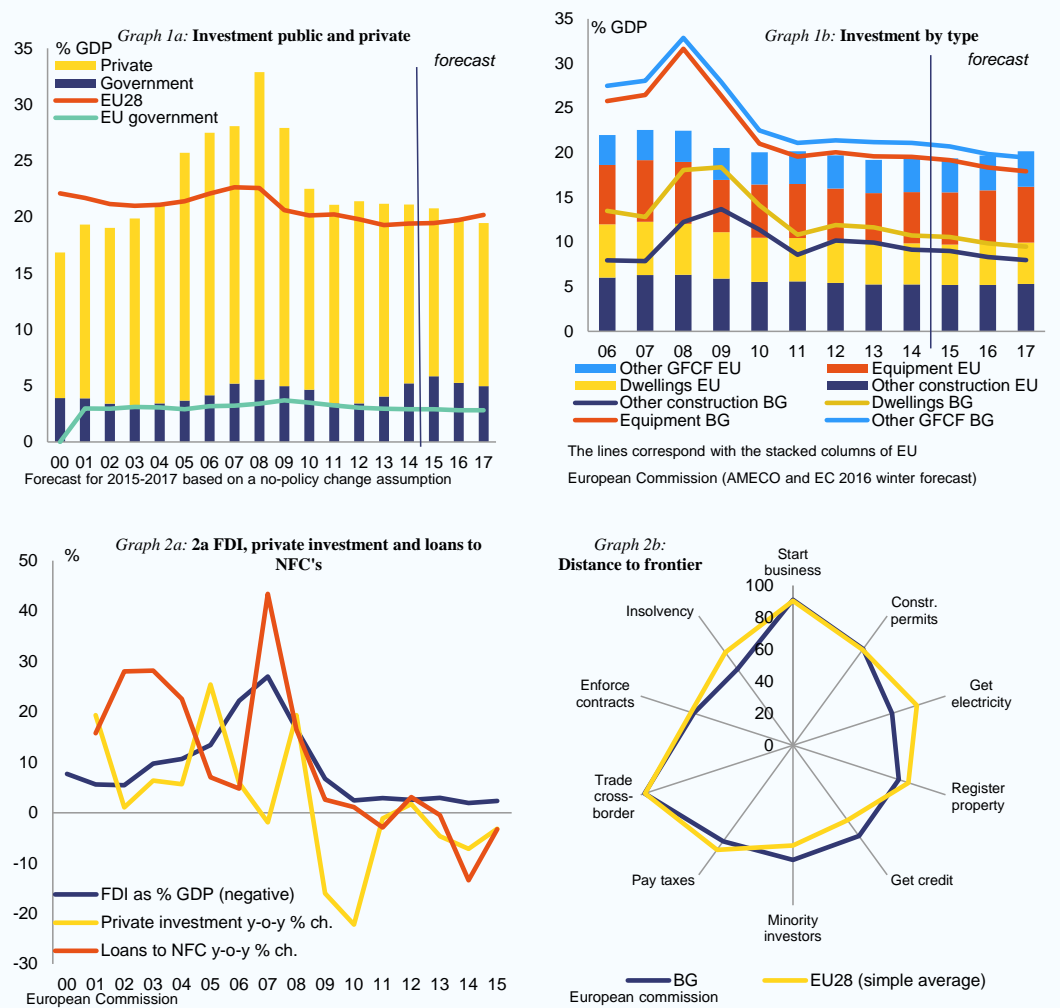 Graph 1a: Investment public and private
% GDP
Private
Government
EU28
EU government
forecast
35
30
25
20
15
10
5
0
00 01 02 03 04 05 06 07 08 09 10 11 12 13 14 15 16 17
Forecast for 2015-2017 based on a no-policy change assumption
Graph 1b: Investment by type
% GDP
forecast
35
30
25
20
15
10
5
0
06 07 08 09 10 11 12 13 14 15 16 17
Other GFCF EU
Equipment EU
Dwellings EU
Other construction EU
Other construction BG
Dwellings BG
Equipment BG
Other GFCF BG
The lines correspond with the stacked columns of EU
European Commission (AMECO and EC 2016 winter forecast)
Graph 2a: 2a FDI, private investment and loans to
NFC's
%
50
40
30
20
10
0
-10
-20
-30
FDI as % GDP (negative)
Private investment y-o-y % ch.
Loans to NFC y-o-y % ch.
00 01 02 03 04 05 06 07 08 09 10 11 12 13 14 15
European Commission
Graph 2b:
Distance to frontier
Start
business
Constr.
permits
Get
electricity
Register
property
Get credit
Minority
investors
Pay taxes
Trade
cross-
border
Enforce
contracts
Insolvency
100
80
60
40
20
0
BG
EU28 (simple average)
European commission